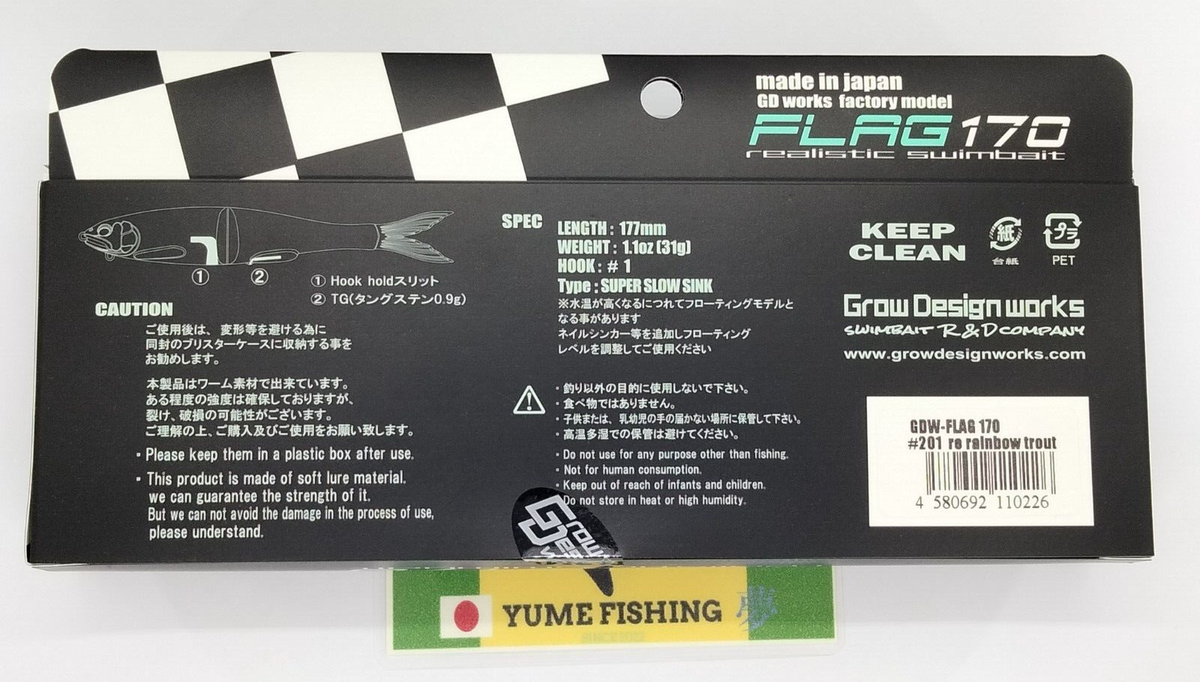 made in japan
GD works factory model
FLAG 170
realistic swimbait
① ②
① Hook holdスリット
② TG(タングステン0.9g)
CAUTION
ご使用後は、変形等を避ける為に
同封のブリスターケースに収納する事を
お勧めします。
本製品はワーム素材で出来ています。
ある程度の強度は確保しておりますが、
裂け、破損の可能性がございます。
ご理解の上、ご購入及びご使用をお願い致します。
・Please keep them in a plastic box after use.
・This product is made of soft lure material.
we can guarantee the strength of it.
But we can not avoid the damage in the process of use,
please understand.
SPEC
LENGTH : 177mm
WEIGHT : 1.1oz (31g)
HOOK : # 1
Type : SUPER SLOW SINK
※水温が高くなるにつれてフローティングモデルと
なる事があります
ネイルシンカー等を追加しフローティング
レベルを調整してご使用ください
・釣り以外の目的に使用しないで下さい。
・食べ物ではありません。
・子供または、乳幼児の手の届かない場所に保管して下さい。
・高温多湿での保管は避けてください。
・Do not use for any purpose other than fishing.
・Not for human consumption.
・Keep out of reach of infants and children.
Do not store in heat or high humidity.
KEEP
CLEAN
紙
台紙
プラ
PET
Grow Design works
SWIMBAIT R&D COMPANY
www.growdesignworks.com
GDW-FLAG 170
#201 re rainbow trout
4 580692 110226
YUME FISHING 夢